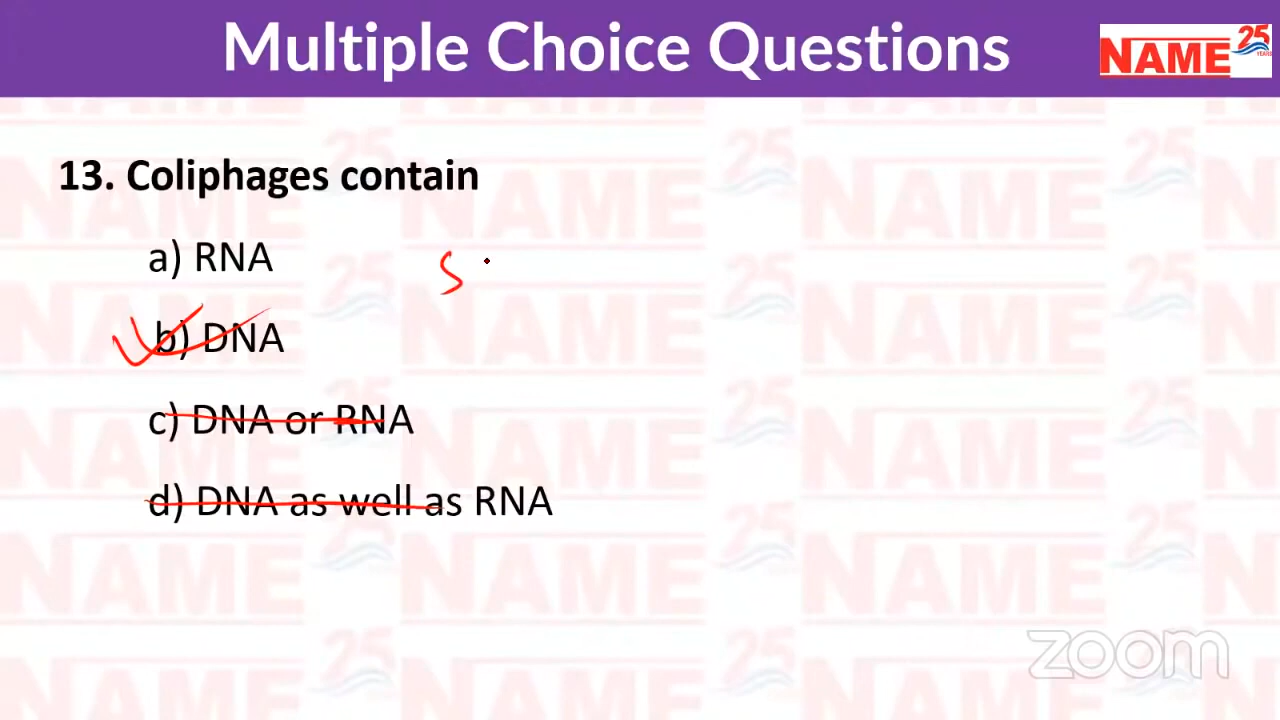 Multiple Choice Questions
NAME 25 YEARS
13. Coliphages contain
a) RNA
S
b) DNA
c) DNA or RNA
d) DNA as well as RNA
zoom